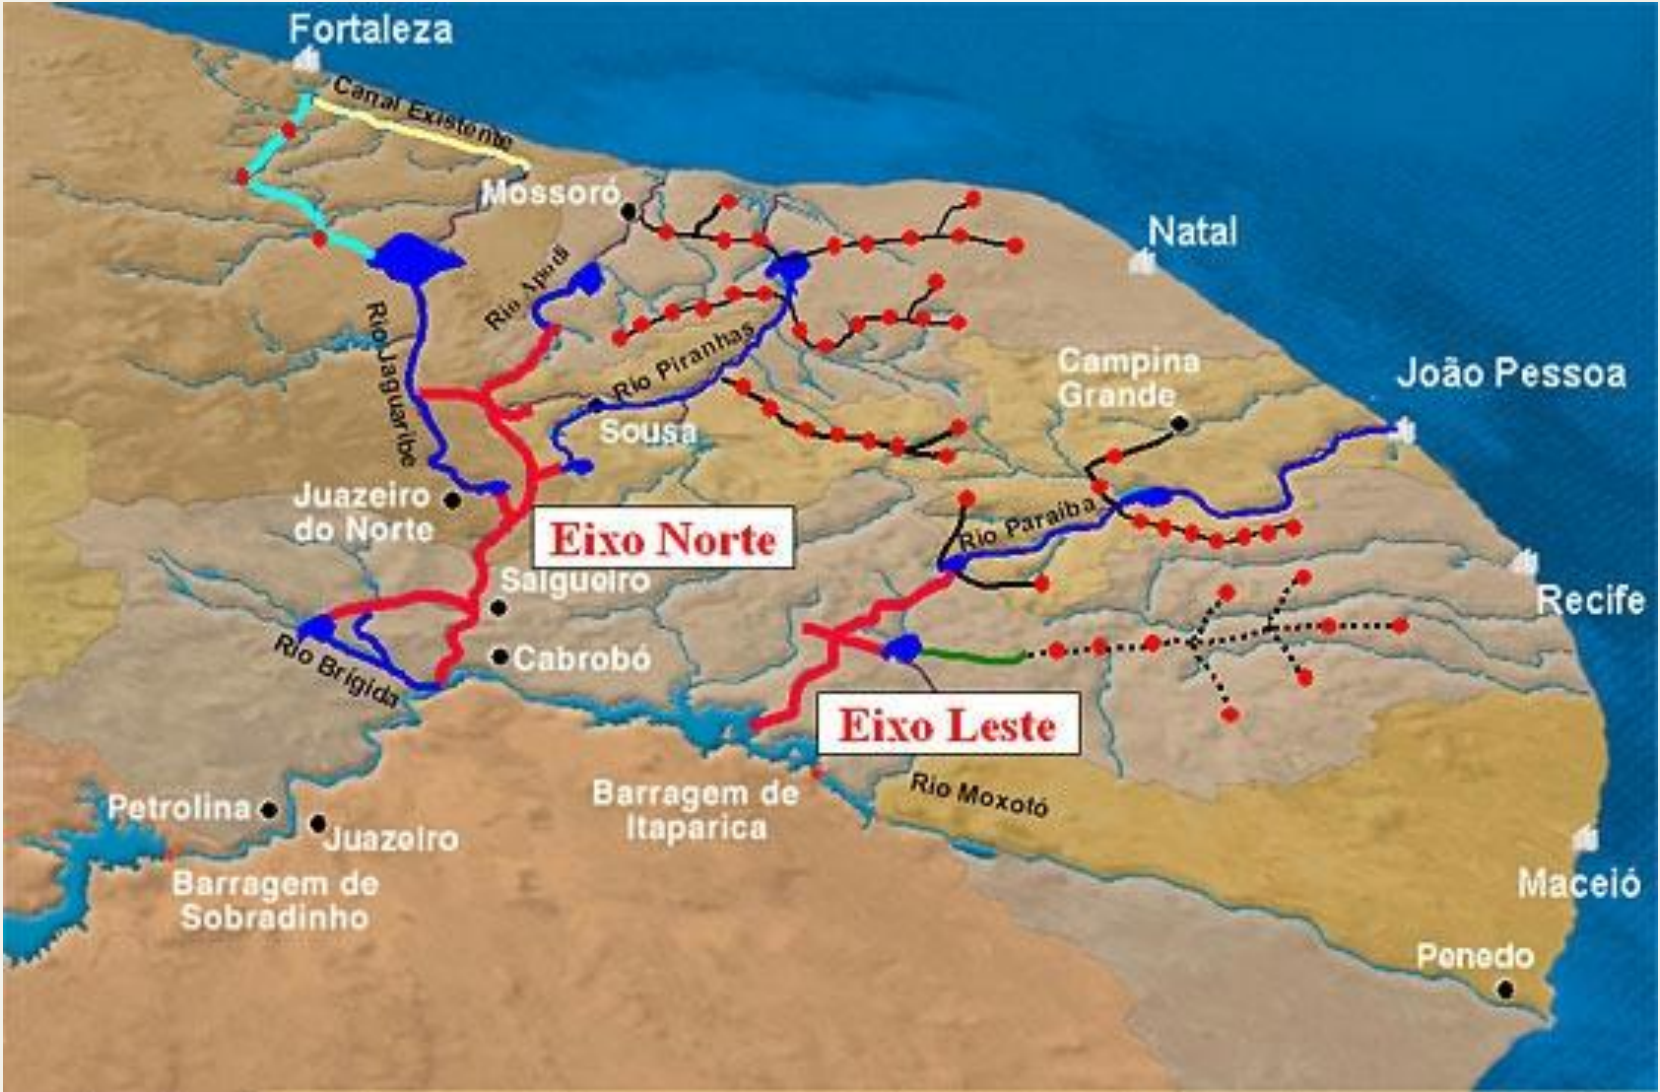 Fortaleza
Canal Existente
Mossoró
Natal
Rio Apodi
Rio Jaguaribe
Rio Piranhas
Campina
Grande
João Pessoa
Sousa
Juazeiro
do Norte
Eixo Norte
Rio Paraíba
Salgueiro
Recife
Cabrobó
Rio Brígida
Eixo Leste
Petrolina
Juazeiro
Barragem de
Itaparica
Rio Moxotó
Barragem de
Sobradinho
Maceió
Penedo